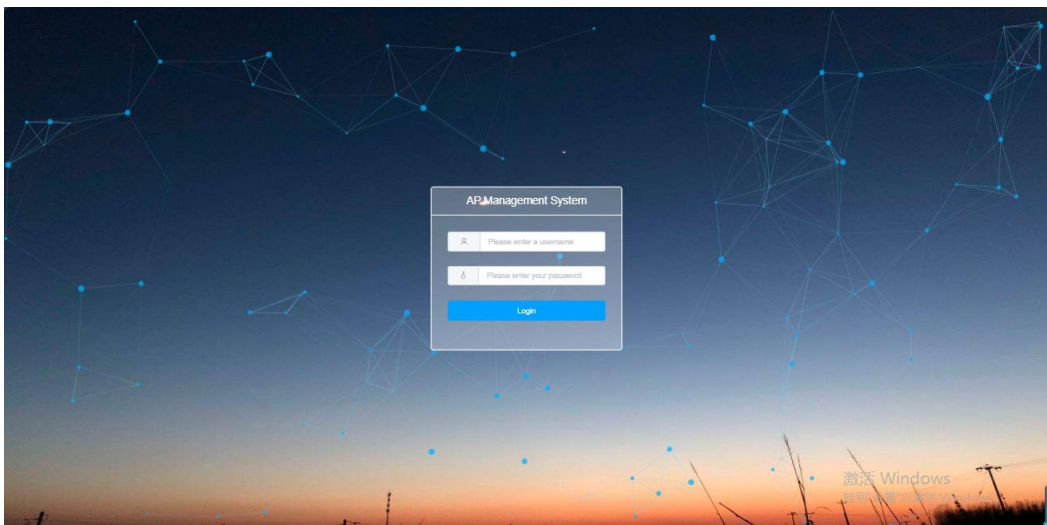 AP Management System
Please enter a username
Please enter your password
Login
激活 Windows